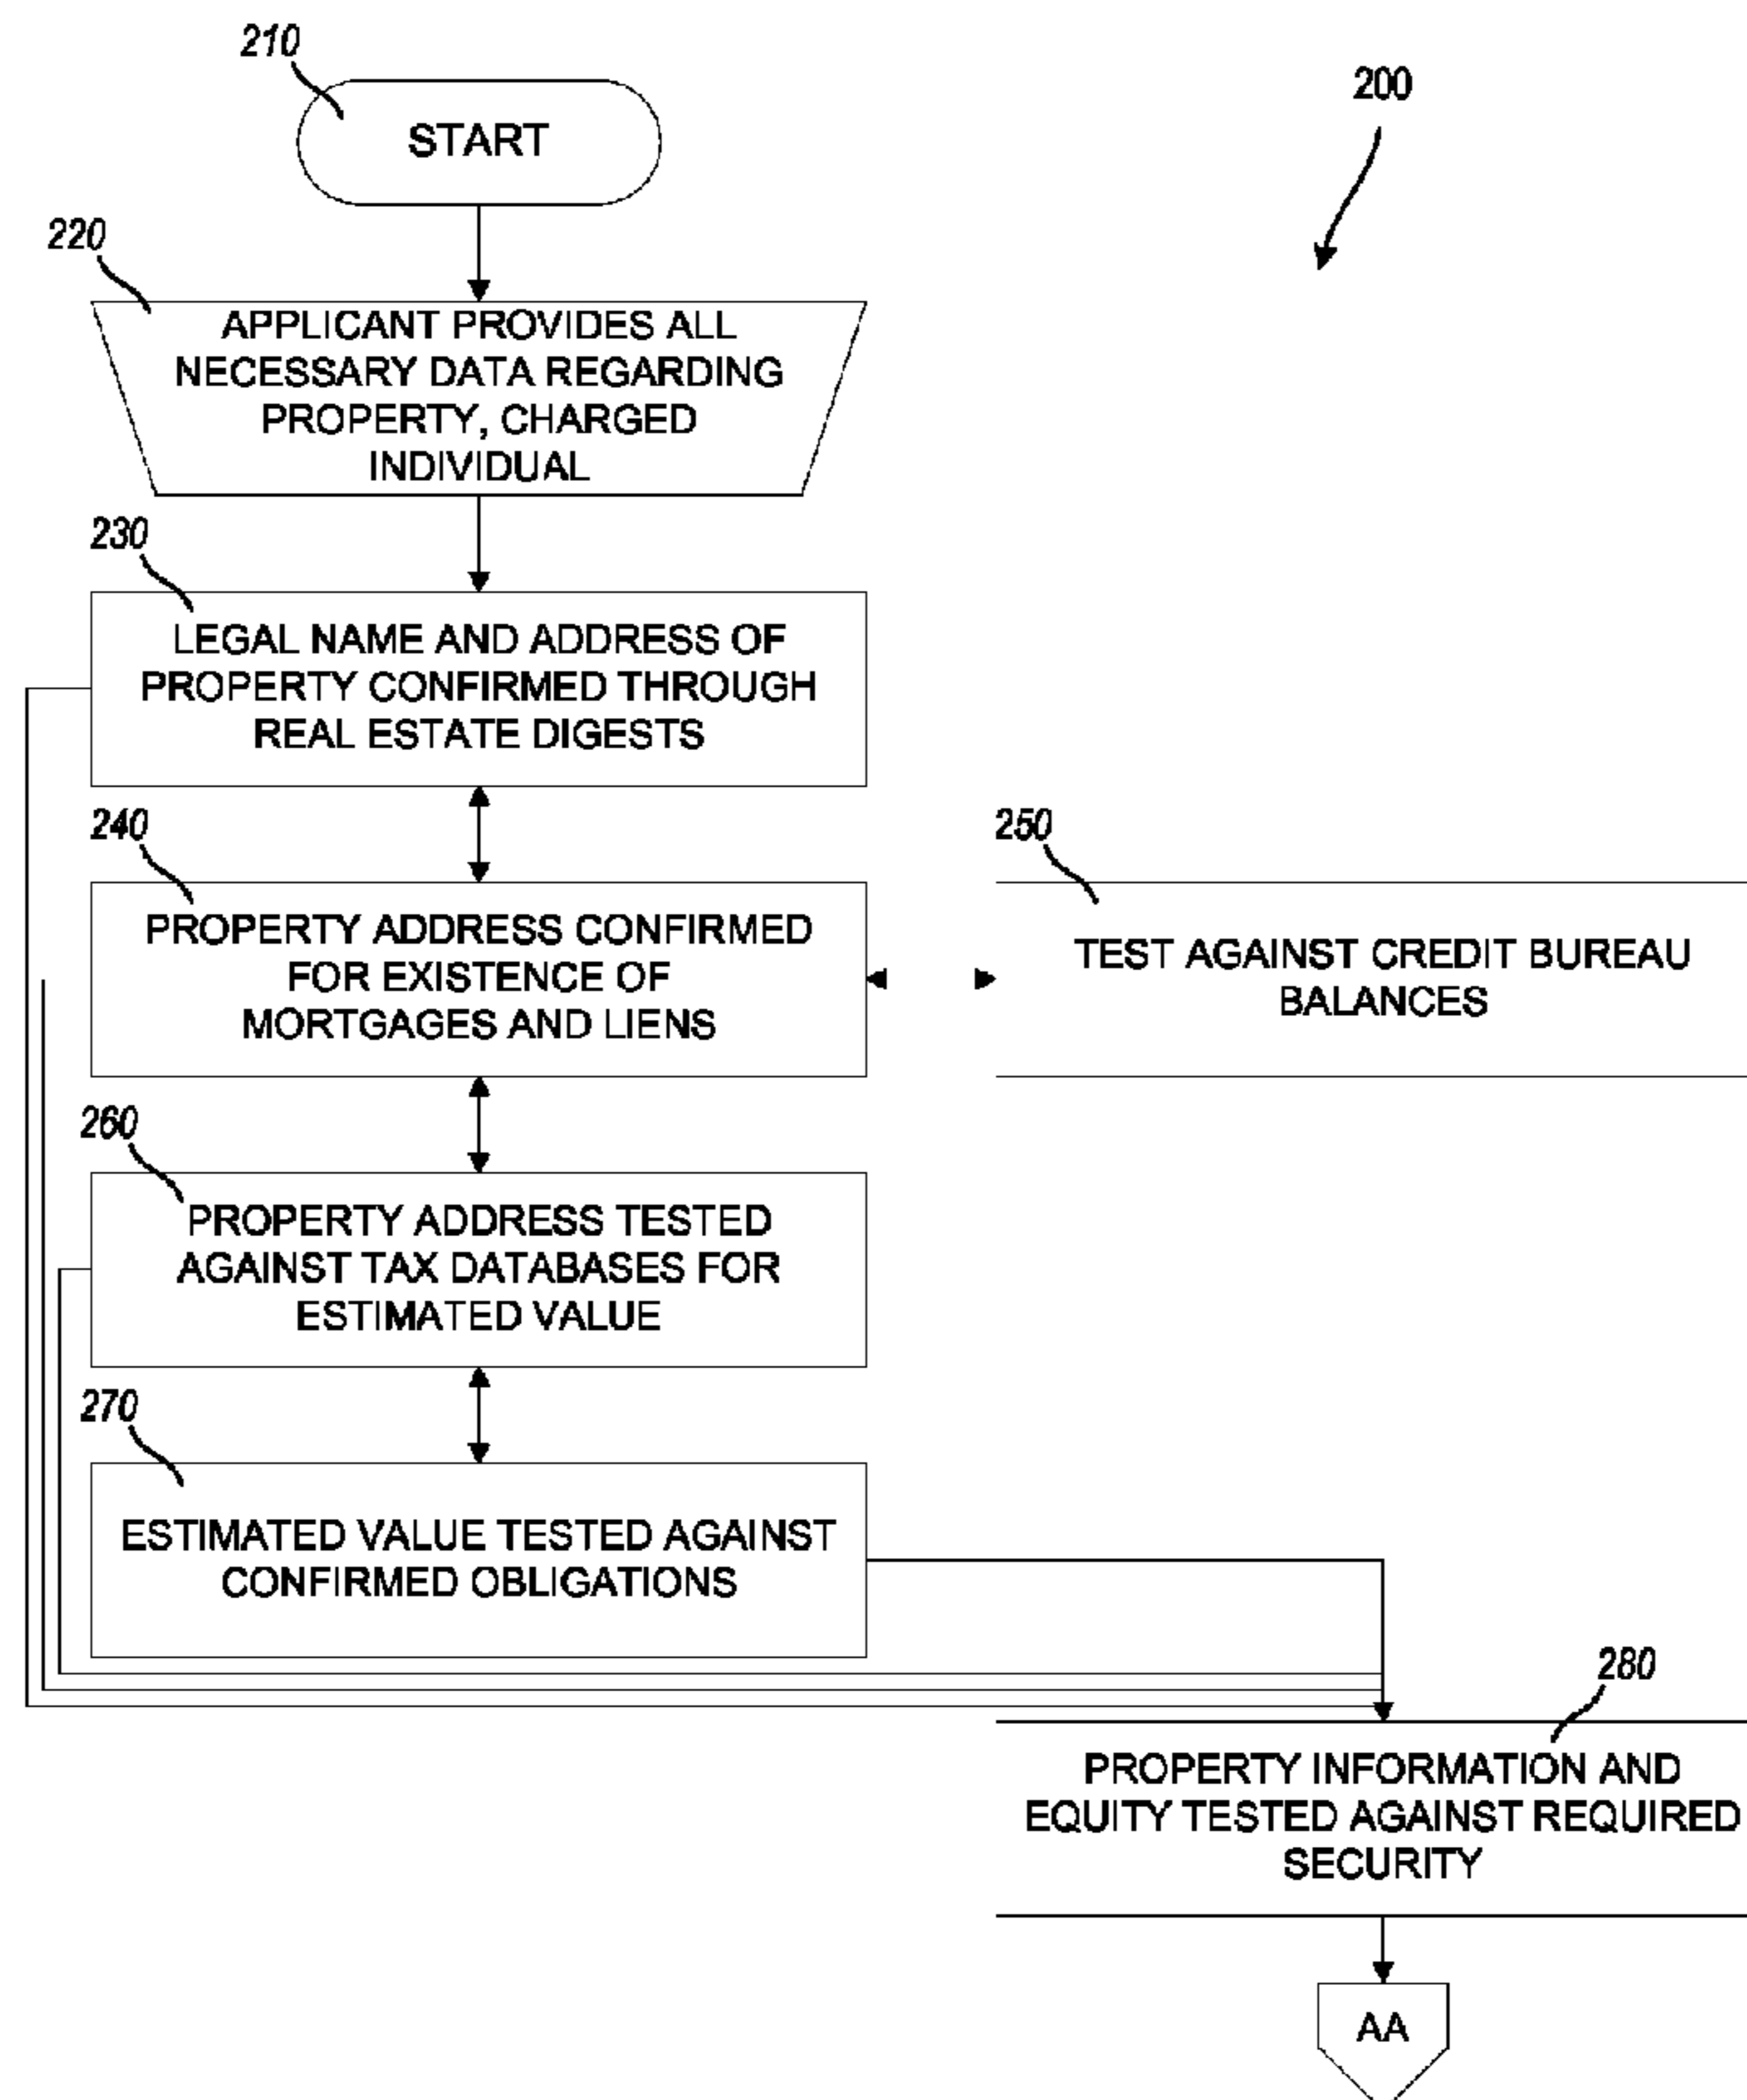 210
START
200
220
APPLICANT PROVIDES ALL
NECESSARY DATA REGARDING
PROPERTY, CHARGED
INDIVIDUAL
230
LEGAL NAME AND ADDRESS OF
PROPERTY CONFIRMED THROUGH
REAL ESTATE DIGESTS
240
PROPERTY ADDRESS CONFIRMED
FOR EXISTENCE OF
MORTGAGES AND LIENS
250
TEST AGAINST CREDIT BUREAU
BALANCES
260
PROPERTY ADDRESS TESTED
AGAINST TAX DATABASES FOR
ESTIMATED VALUE
270
ESTIMATED VALUE TESTED AGAINST
CONFIRMED OBLIGATIONS
280
PROPERTY INFORMATION AND
EQUITY TESTED AGAINST REQUIRED
SECURITY
AA